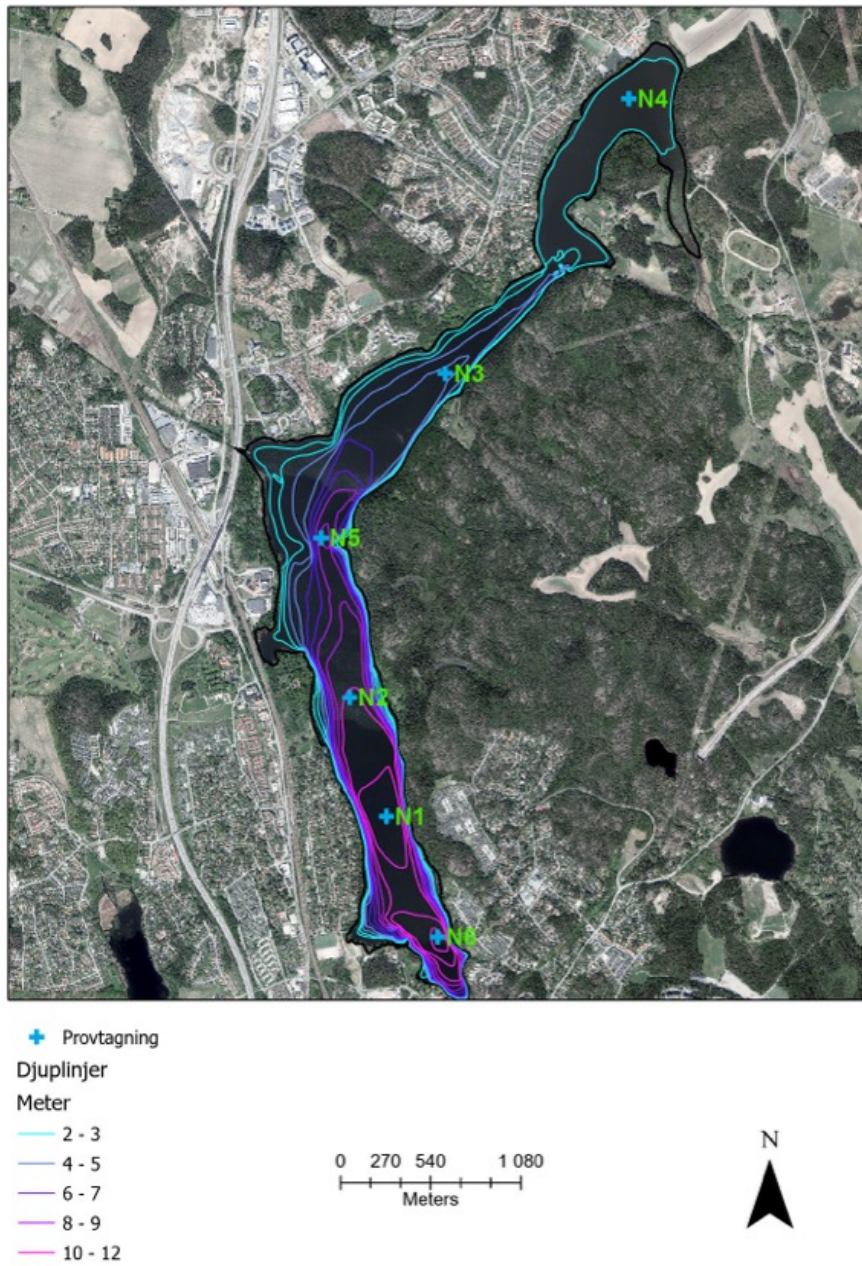 N4
N3
N5
N2
N1
N6
Provtagning
Djuplinjer
Meter
2 - 3
4 - 5
6 - 7
8 - 9
10 - 12
0 270 540 1 080
Meters
N